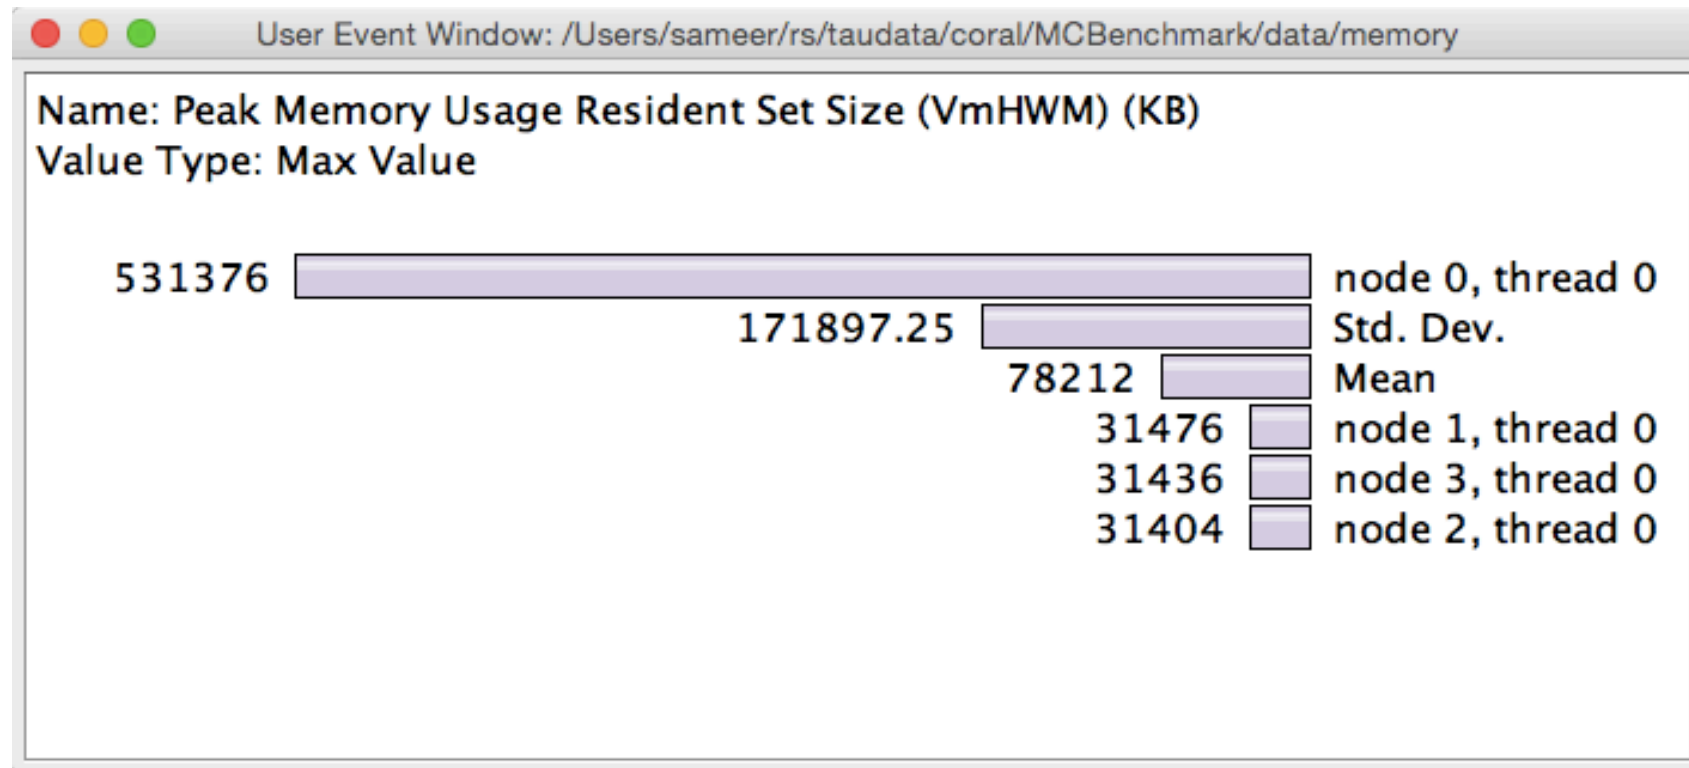 User Event Window: /Users/sameer/rs/taudata/coral/MCBenchmark/data/memory
Name: Peak Memory Usage Resident Set Size (VmHWM) (KB)
Value Type: Max Value
531376 node 0, thread 0
171897.25 Std. Dev.
78212 Mean
31476 node 1, thread 0
31436 node 3, thread 0
31404 node 2, thread 0